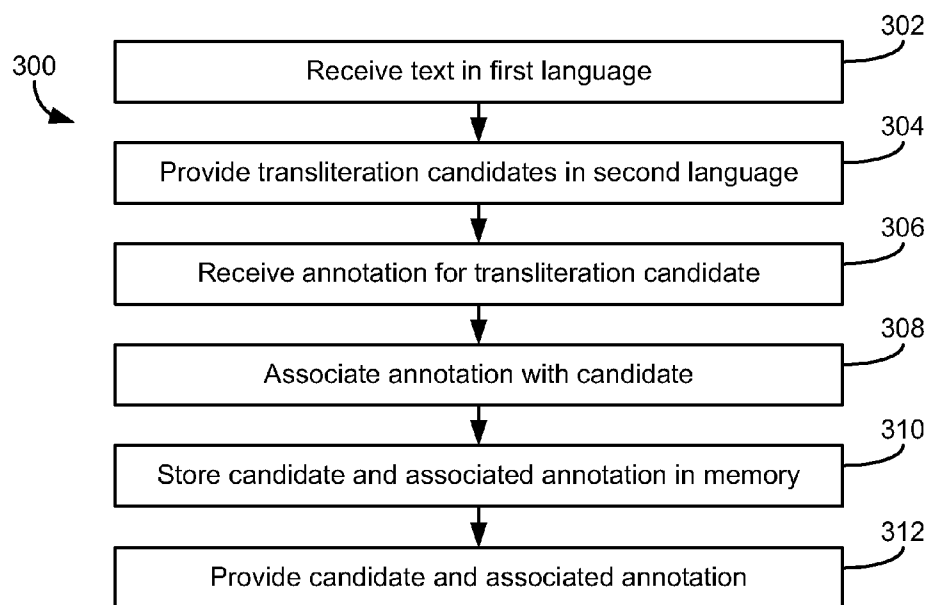 302
300
Receive text in first language
304
Provide transliteration candidates in second language
306
Receive annotation for transliteration candidate
308
Associate annotation with candidate
310
Store candidate and associated annotation in memory
312
Provide candidate and associated annotation